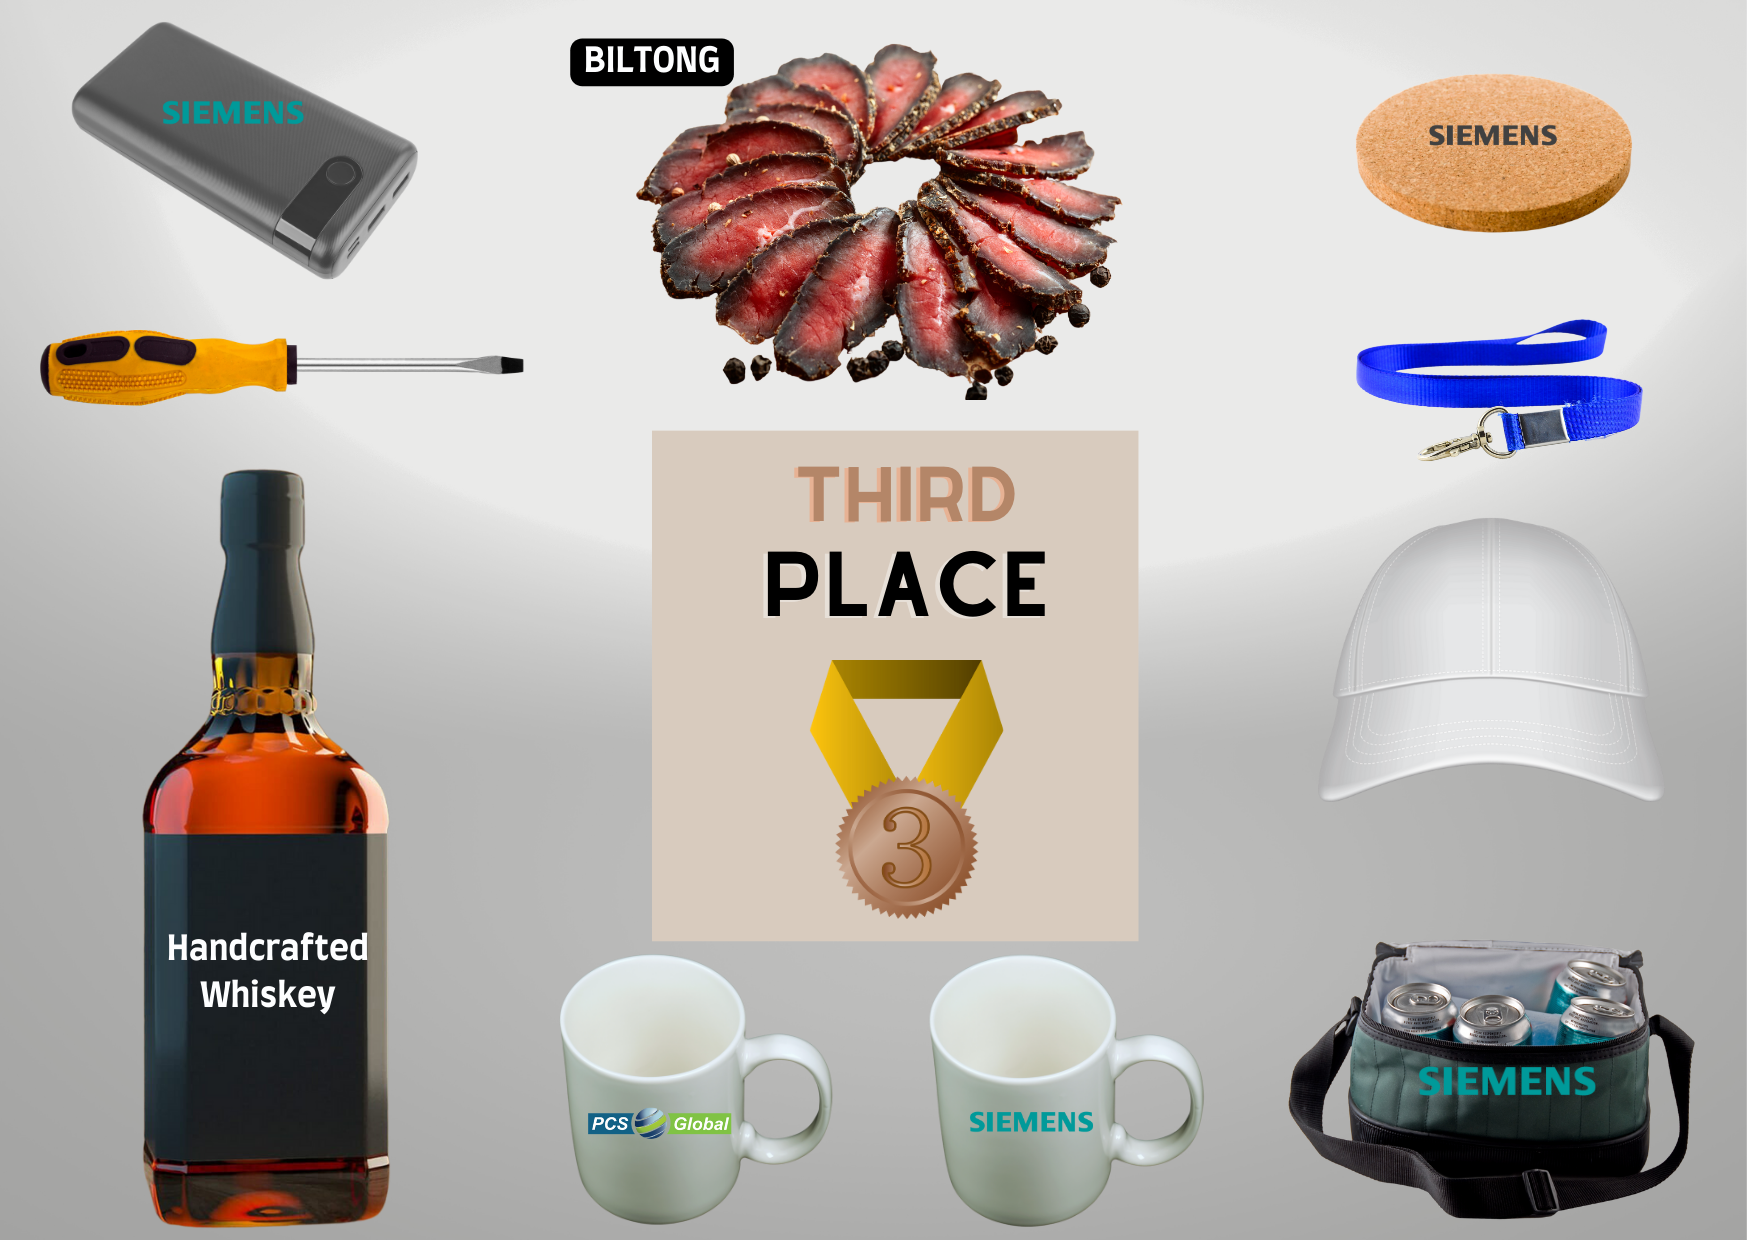 SIEMENS
BILTONG
SIEMENS
THIRD
PLACE
3
Handcrafted
Whiskey
PCS Global
SIEMENS
SIEMENS